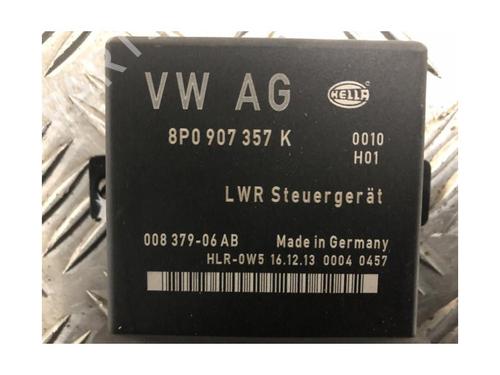 VW AG
HELLA
8P0 907 357 K
0010
H01
LWR Steuergerät
008 379-06 AB Made in Germany
HLR-0W5 16.12.13 0004 0457